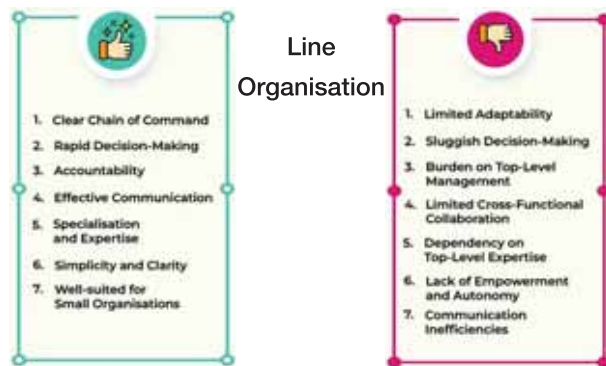 Line
Organisation
1. Clear Chain of Command
2. Rapid Decision-Making
3. Accountability
4. Effective Communication
5. Specialisation
and Expertise
6. Simplicity and Clarity
7. Well-suited for
Small Organisations
1. Limited Adaptability
2. Sluggish Decision-Making
3. Burden on Top-Level
Management
4. Limited Cross-Functional
Collaboration
5. Dependency on
Top-Level Expertise
6. Lack of Empowerment
and Autonomy
7. Communication
Inefficiencies